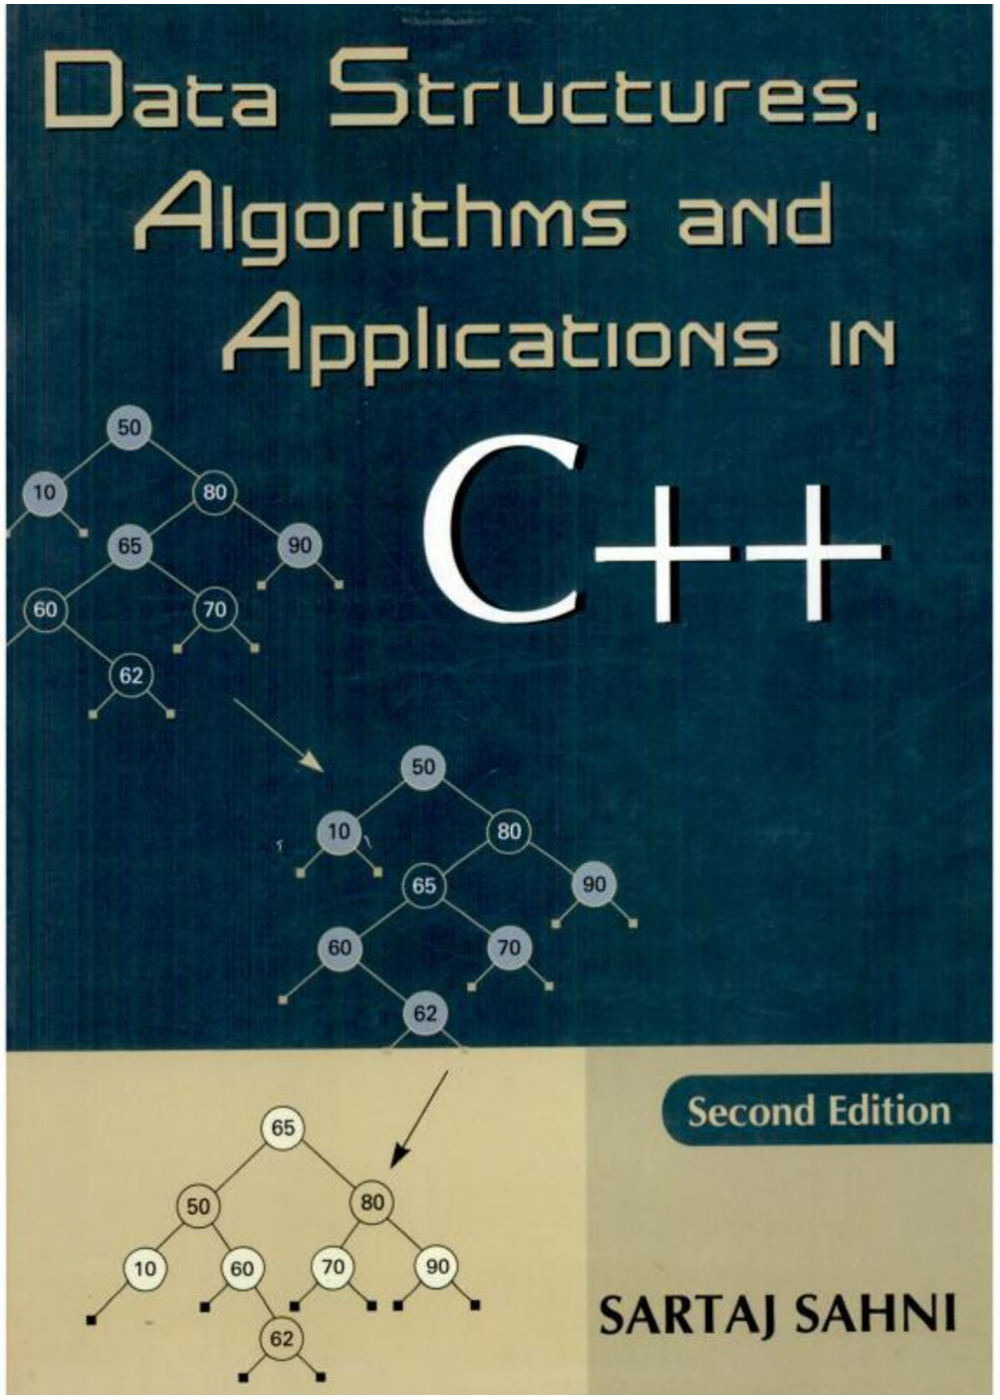 Data Structures,
Algorithms and
Applications in
C++
50
10 80
65 90
60 70
62
50
10 80
65 90
60 70
62
Second Edition
65
50 80
10 60 70 90
62
SARTAJ SAHNI